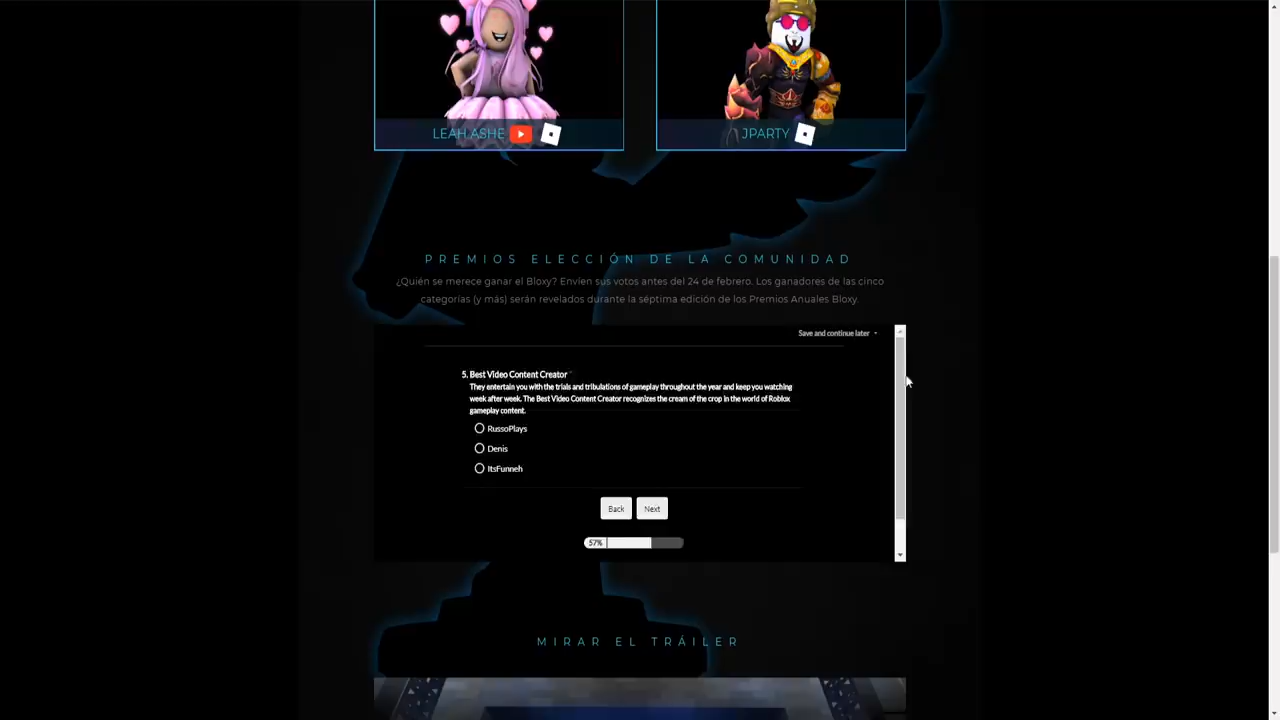 LEAH ASHE
JPARTY
PREMIOS ELECCIÓN DE LA COMUNIDAD
¿Quién se merece ganar el Bloxy? Envíen sus votos antes del 24 de febrero. Los ganadores de las cinco
categorías (y más) serán revelados durante la séptima edición de los Premios Anuales Bloxy.
Save and continue later
5. Best Video Content Creator *
They entertain you with the trials and tribulations of gameplay throughout the year and keep you watching
week after week. The Best Video Content Creator recognizes the cream of the crop in the world of Roblox
gameplay content.
RussoPlays
Denis
ItsFunneh
Back Next
57%
MIRAR EL TRÁILER